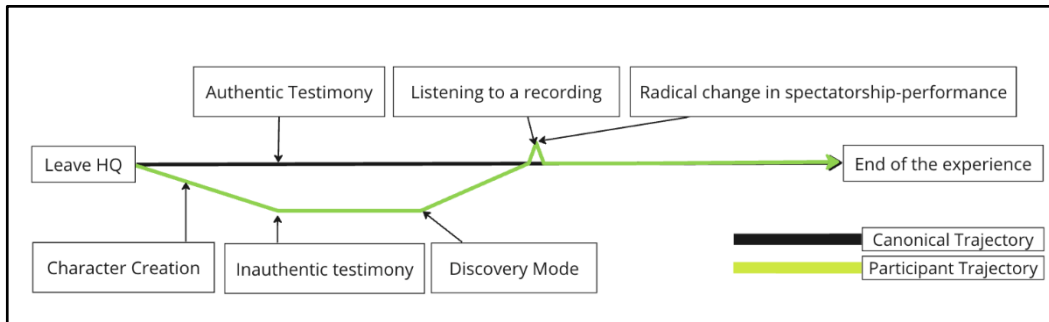 Authentic Testimony
Listening to a recording
Radical change in spectatorship-performance
Leave HQ
End of the experience
Character Creation
Inauthentic testimony
Discovery Mode
Canonical Trajectory
Participant Trajectory